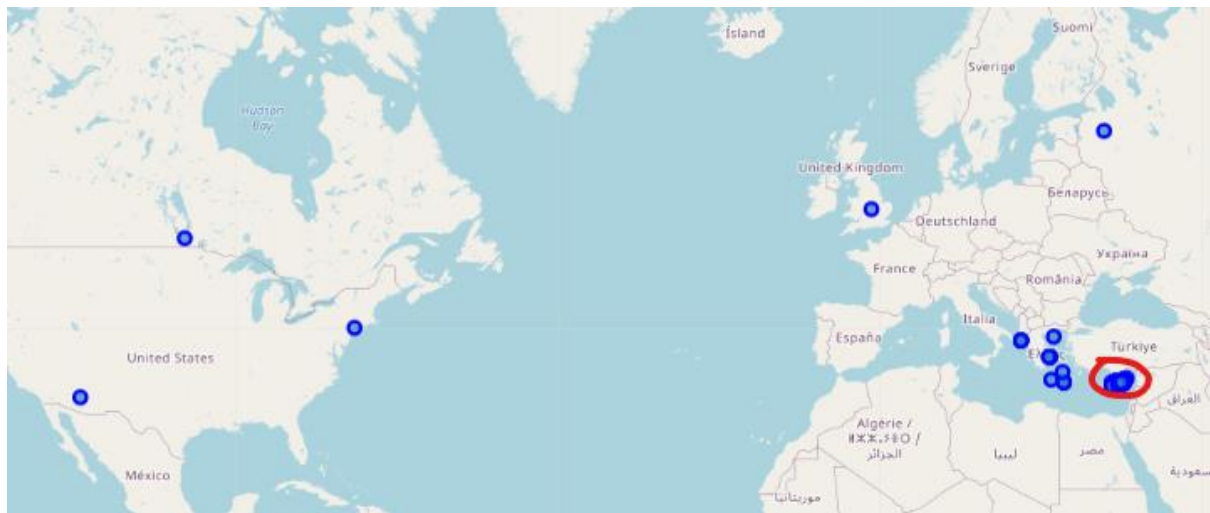 Ísland
Suomi
Sverige
Hudson
Bay
United Kingdom
Беларусь
Deutschland
Україна
France
România
Italia
España
Türkiye
United States
العراق
Algérie /
ⵍⵣⵣⴰⵢⴻⵔ /
الجزائر
ليبيا
مصر
México
السعودية
موريتانيا